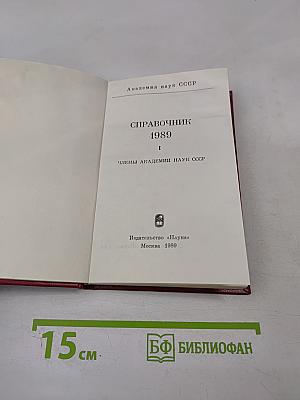 Академия наук СССР
СПРАВОЧНИК
1989
I
ЧЛЕНЫ АКАДЕМИИ НАУК СССР
Издательство «Наука»
Москва 1989
15 см
БФ БИБЛИОФАН